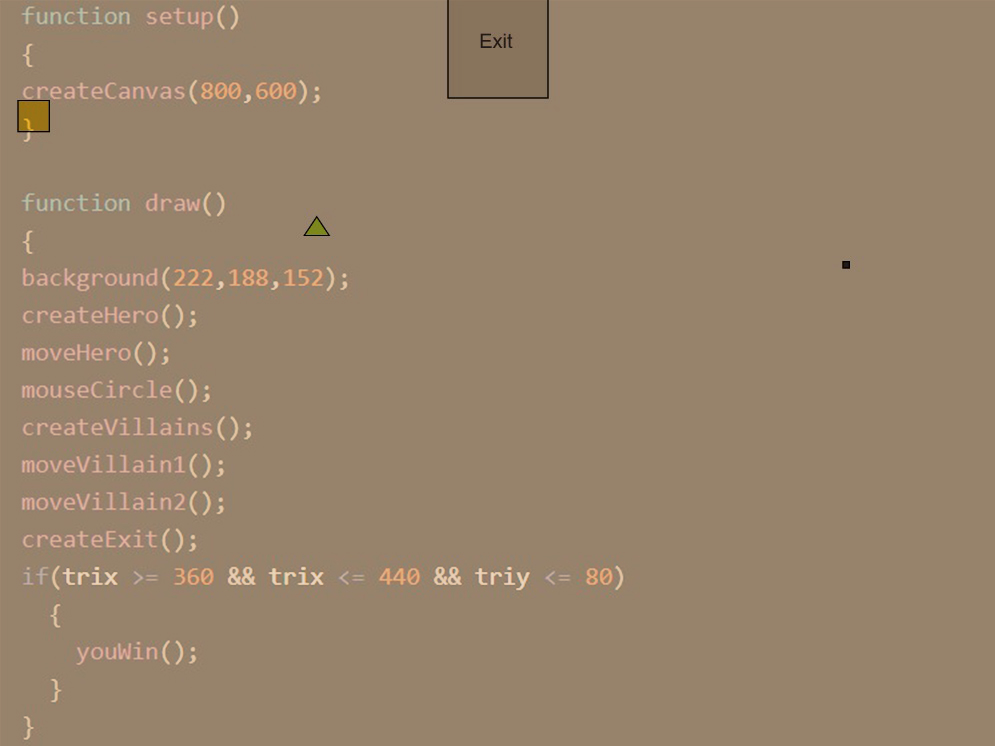 function setup()
Exit
{
createCanvas(800,600);
}
function draw()
{
background(222,188,152);
createHero();
moveHero();
mouseCircle();
createVillains();
moveVillain1();
moveVillain2();
createExit();
if(trix >= 360 && trix <= 440 && triy <= 80)
{
youWin();
}
}